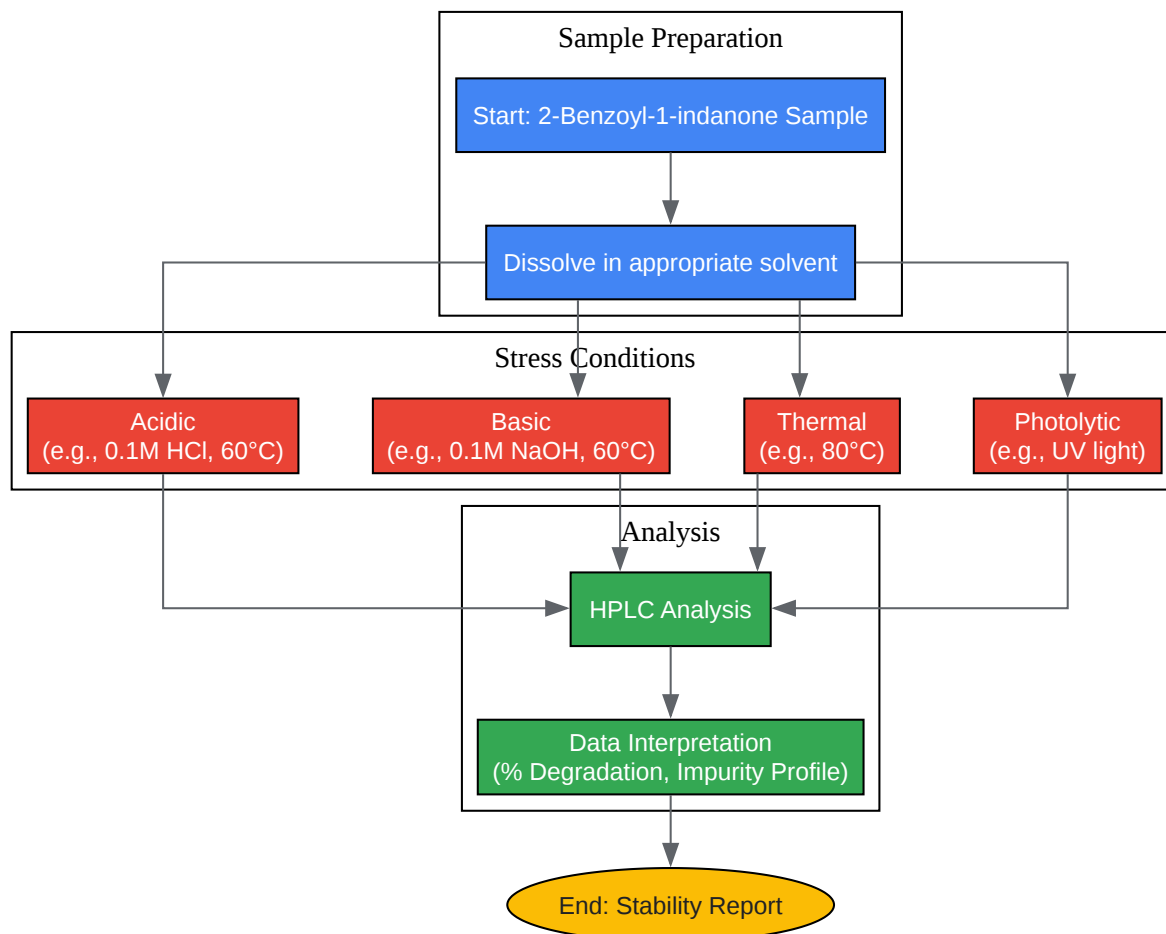 Sample Preparation
Start: 2-Benzoyl-1-indanone Sample
Dissolve in appropriate solvent
Stress Conditions
Acidic
(e.g., 0.1M HCl, 60°C)
Basic
(e.g., 0.1M NaOH, 60°C)
Thermal
(e.g., 80°C)
Photolytic
(e.g., UV light)
Analysis
HPLC Analysis
Data Interpretation
(% Degradation, Impurity Profile)
End: Stability Report